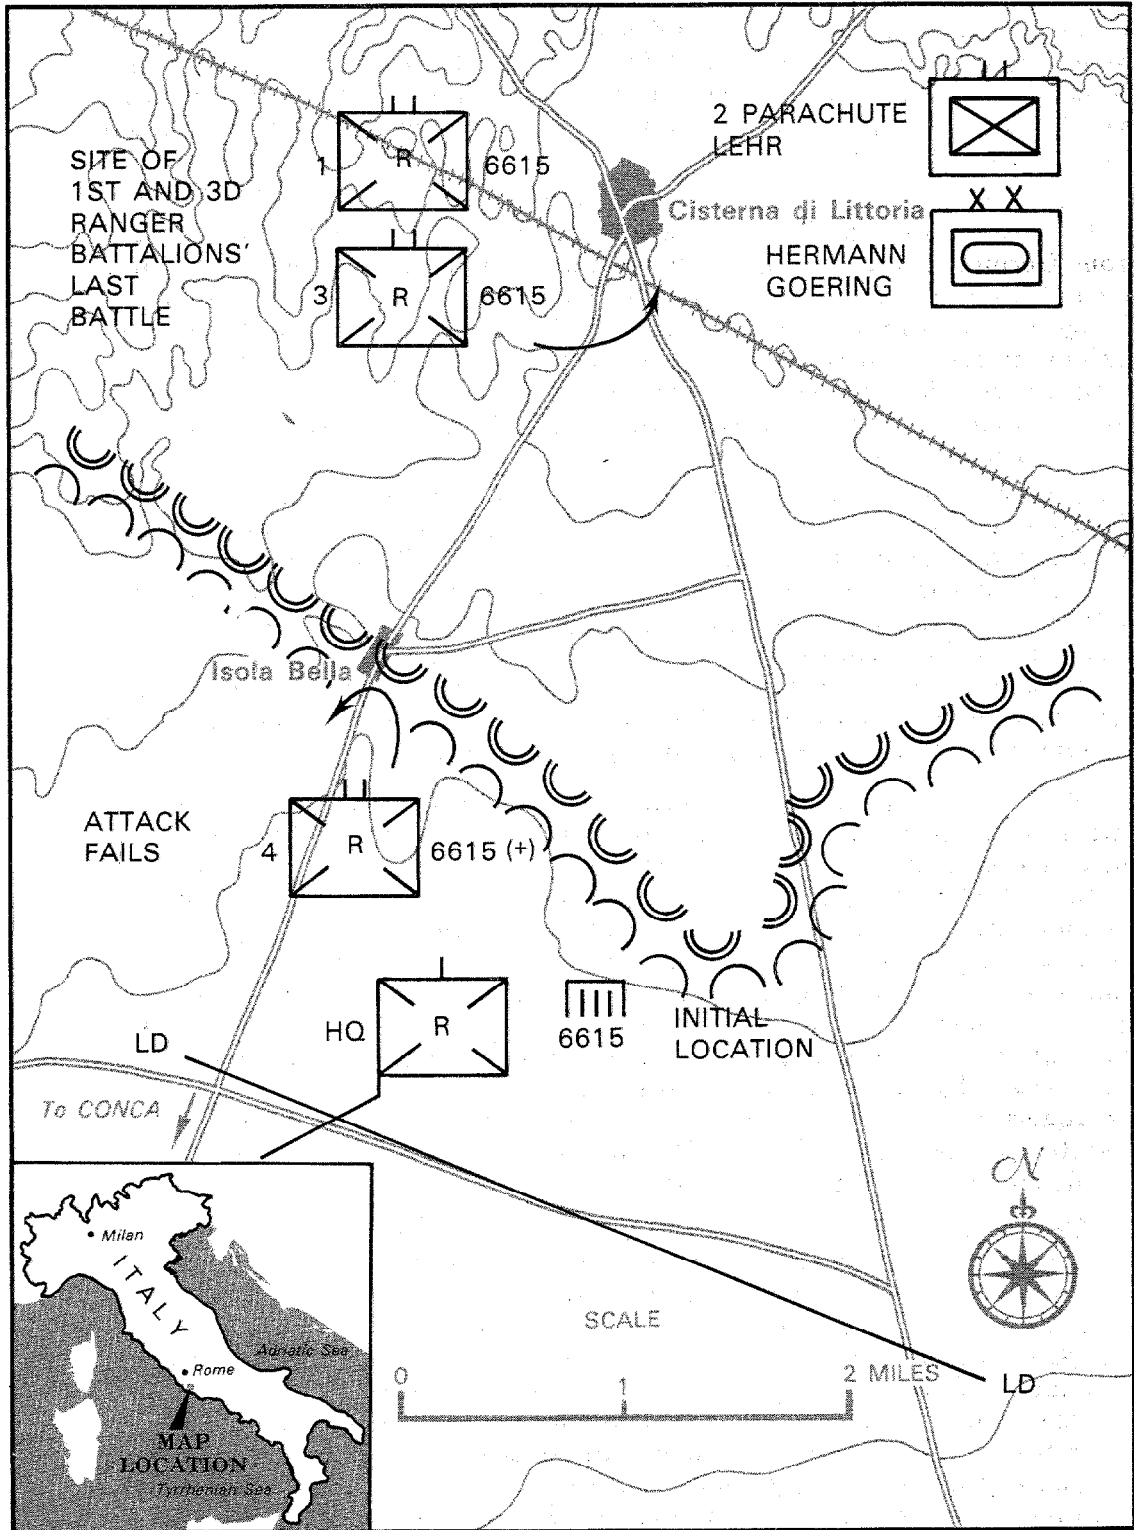 2 PARACHUTE
LEHR
SITE OF
1ST AND 3D
RANGER
BATTALIONS'
LAST
BATTLE
1
R
6615
Cisterna di Littoria
HERMANN
GOERING
3
R
6615
Isola Bella
ATTACK
FAILS
4
R
6615 (+)
HQ
R
6615
INITIAL
LOCATION
LD
To CONCA
N
Milan
ITALY
Adriatic Sea
Rome
MAP
LOCATION
Tyrrhenian Sea
SCALE
0
1
2 MILES
LD